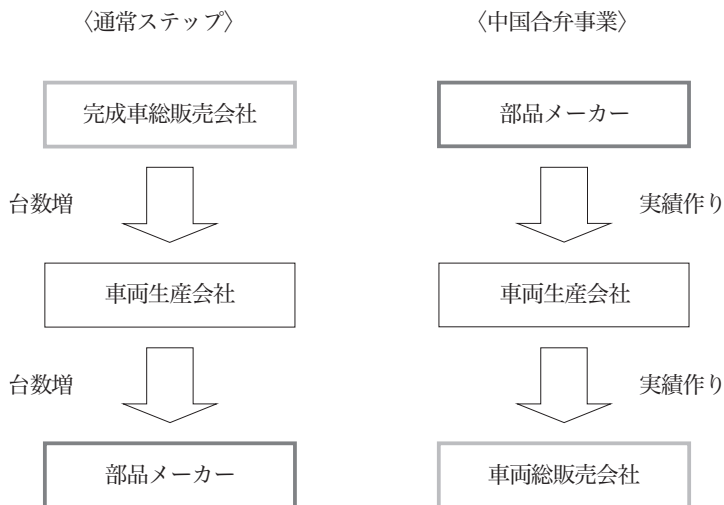 〈通常ステップ〉
完成車総販売会社
台数増
車両生産会社
台数増
部品メーカー
〈中国合弁事業〉
部品メーカー
実績作り
車両生産会社
実績作り
車両総販売会社